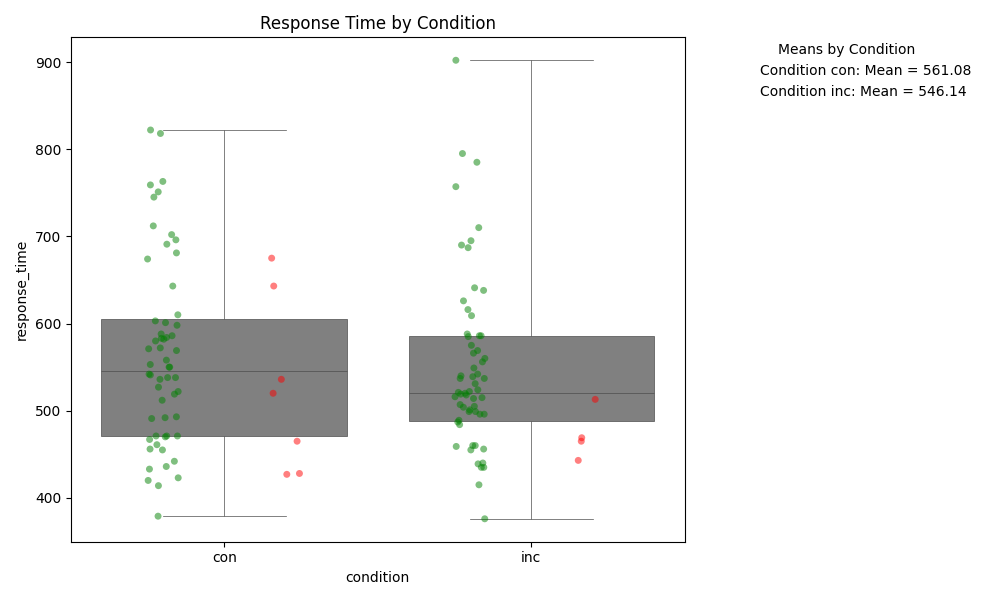 Response Time by Condition
Means by Condition
Condition con: Mean = 561.08
Condition inc: Mean = 546.14
response_time
900
800
700
600
500
400
con
inc
condition